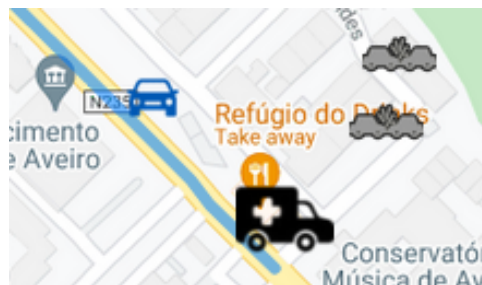 des
N235
Refúgio do
Take away
cimento
e Aveiro
Conservató
Música de Av